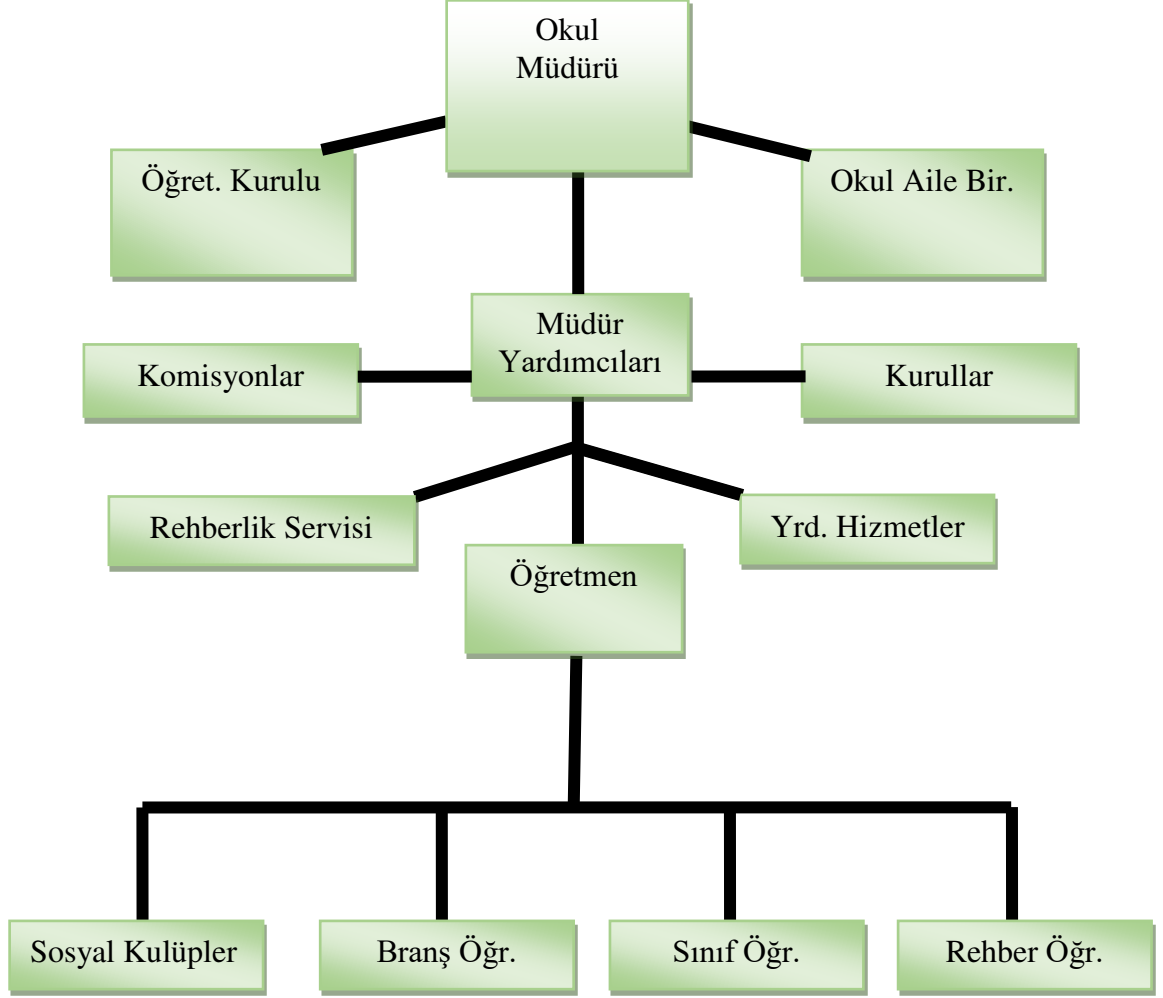 Okul
Müdürü
Öğret. Kurulu
Okul Aile Bir.
Müdür
Yardımcıları
Komisyonlar
Kurullar
Rehberlik Servisi
Yrd. Hizmetler
Öğretmen
Sosyal Kulüpler
Branş Öğr.
Sınıf Öğr.
Rehber Öğr.